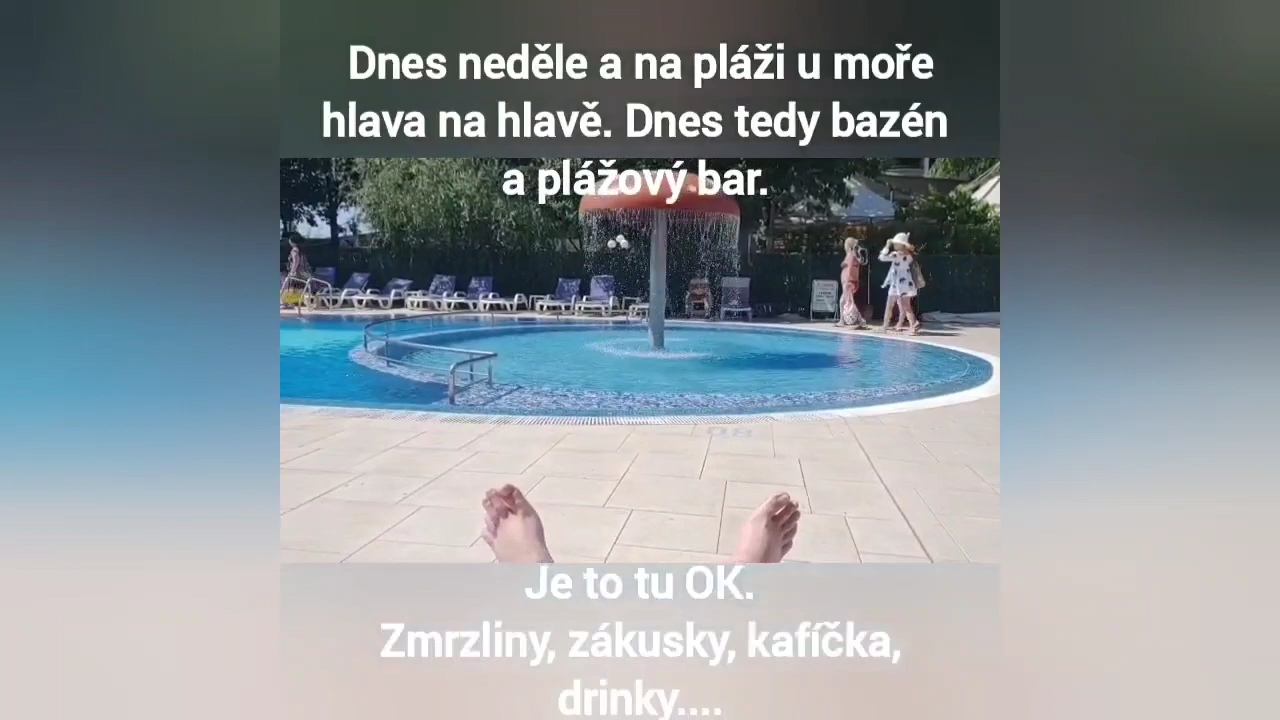 Dnes neděle a na pláži u moře
hlava na hlavě. Dnes tedy bazén
a plážový bar.
Je to tu OK.
Zmrzliny, zákusky, kafíčka,
drinky....